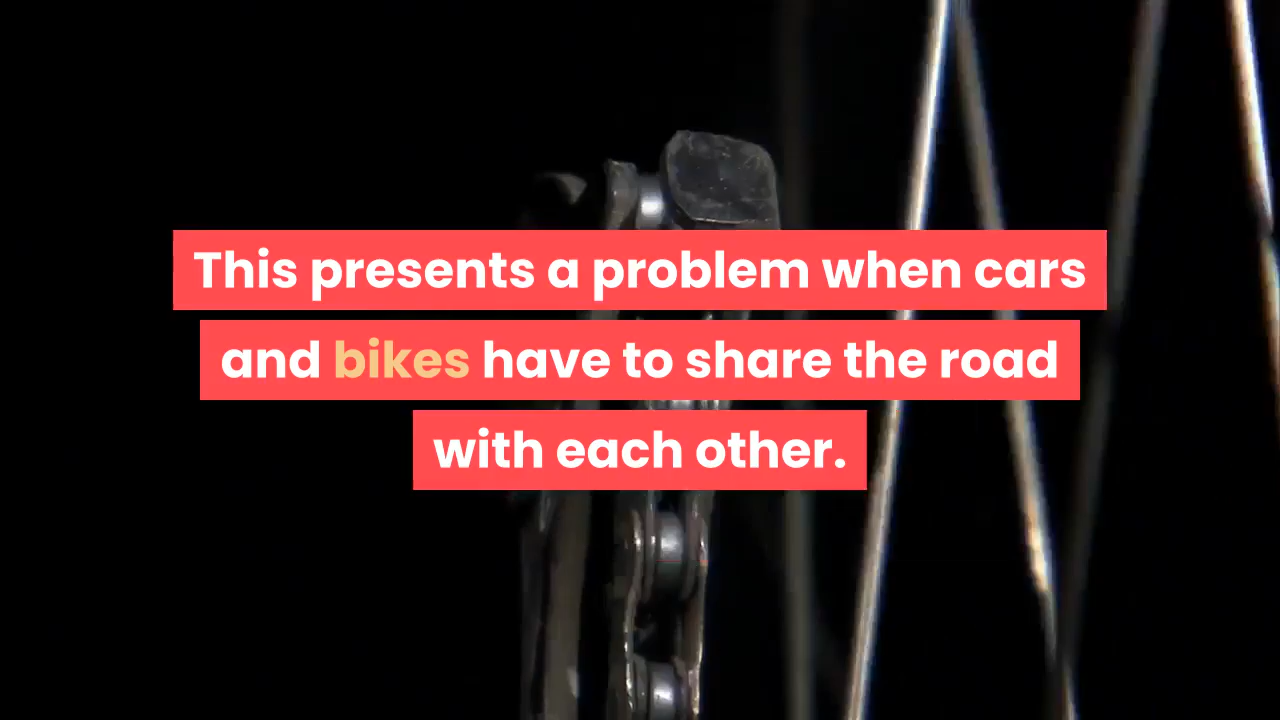 This presents a problem when cars
and bikes have to share the road
with each other.